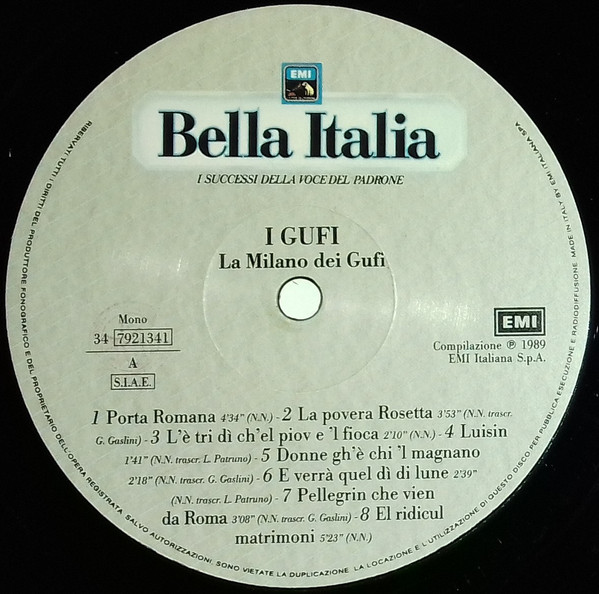 EMI
Bella Italia
I SUCCESSI DELLA VOCE DEL PADRONE
I GUFI
La Milano dei Gufi
Mono
34 - 7921341
A
S.I.A.E.
EMI
Compilazione ℗ 1989
EMI Italiana S.p.A.
1 Porta Romana 4'34" (N.N.) - 2 La povera Rosetta 3'53" (N.N. trascr.
G. Gaslini) - 3 L'è tri dì ch'el piov e 'l fioca 2'10" (N.N.) - 4 Luisin
1'41" (N.N. trascr. L. Patruno) - 5 Donne gh'è chi 'l magnano
2'18" (N.N. trascr. G. Gaslini) - 6 E verrà quel dì di lune 2'39"
(N.N. trascr. L. Patruno) - 7 Pellegrin che vien
da Roma 3'08" (N.N. trascr. G. Gaslini) - 8 El ridicul
matrimoni 5'23" (N.N.)
RISERVATI TUTTI I DIRITTI DEL PRODUTTORE FONOGRAFICO E DEL PROPRIETARIO DELL'OPERA REGISTRATA. SALVO AUTORIZZAZIONI, SONO VIETATE LA DUPLICAZIONE, LA LOCAZIONE E L'UTILIZZAZIONE DI QUESTO DISCO PER PUBBLICA ESECUZIONE E RADIODIFFUSIONE. MADE IN ITALY BY EMI ITALIANA SPA